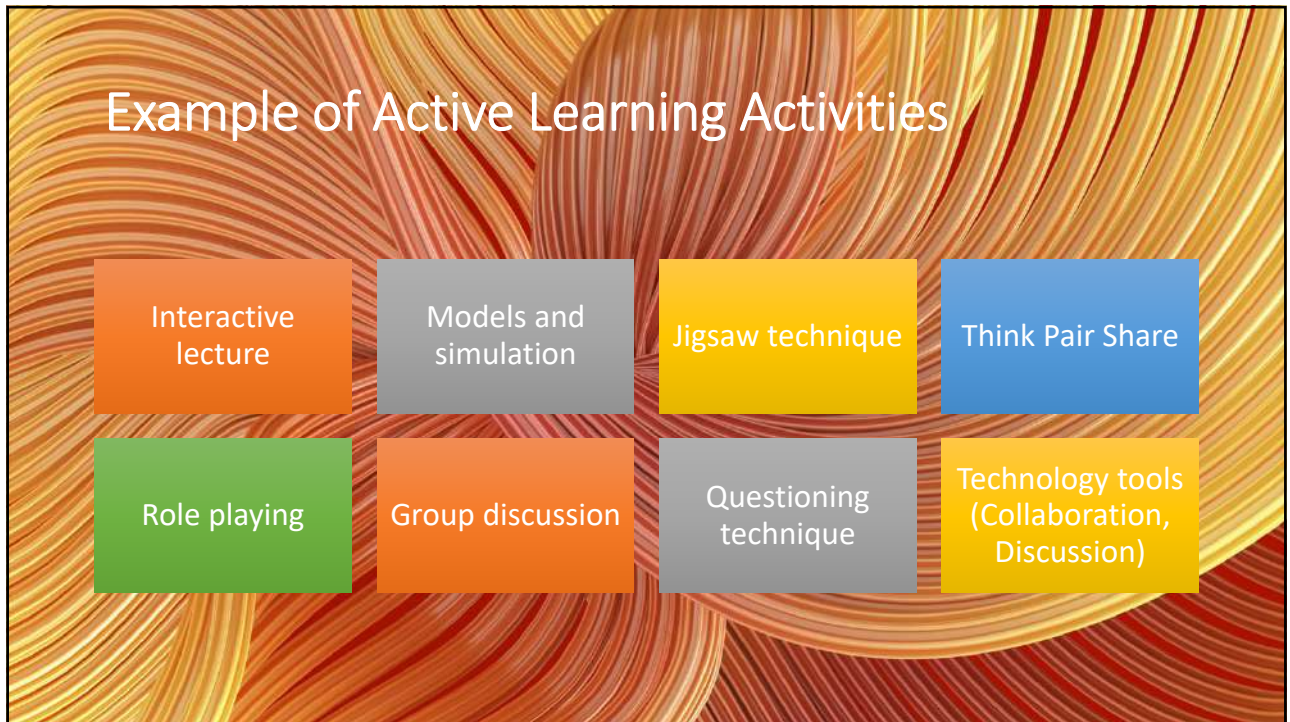 Example of Active Learning Activities
Interactive
lecture
Models and
simulation
Jigsaw technique
Think Pair Share
Role playing
Group discussion
Questioning
technique
Technology tools
(Collaboration,
Discussion)